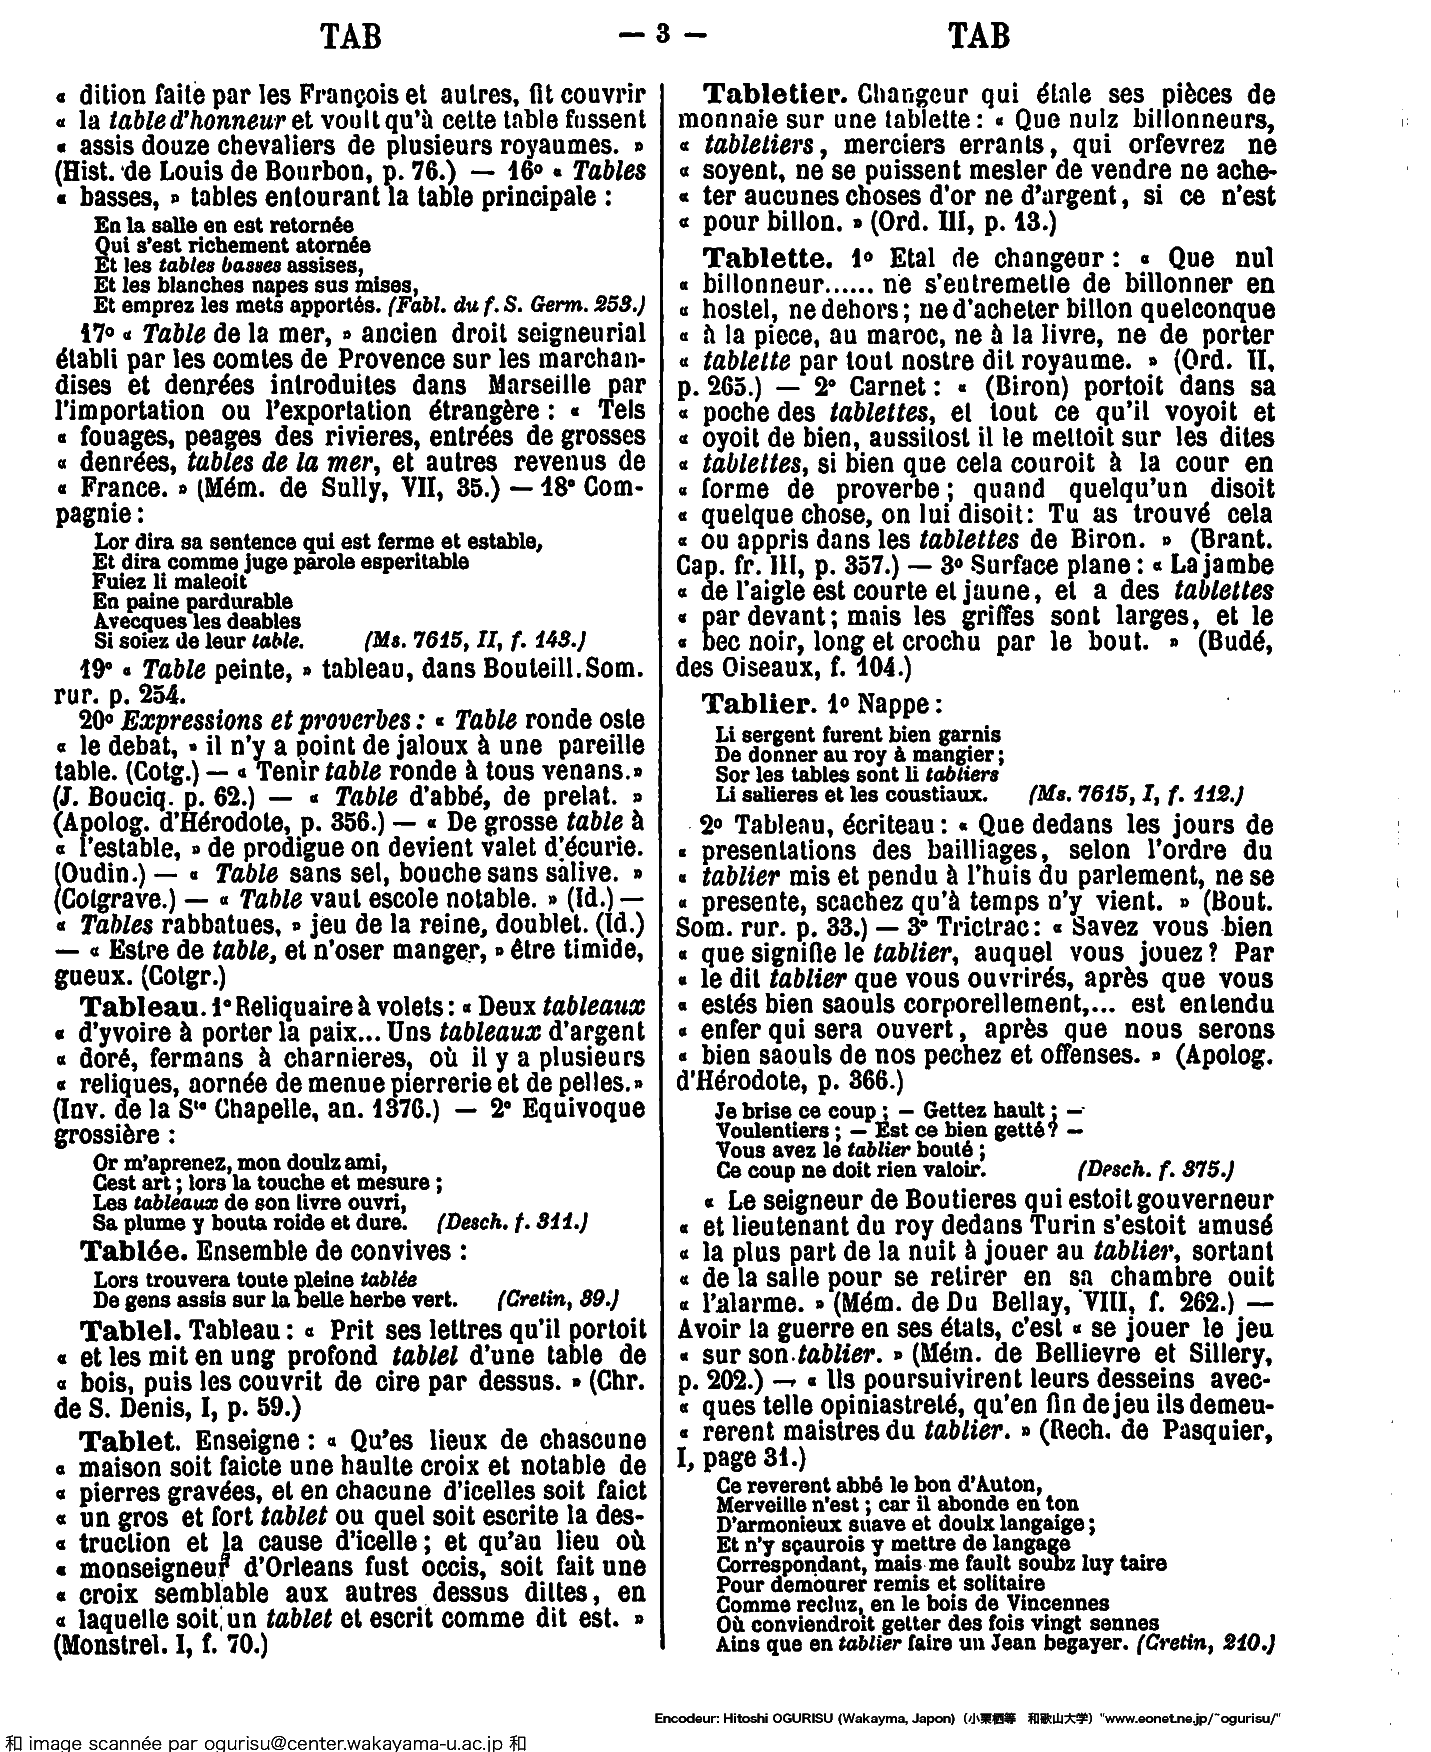 TAB — 3 — TAB
« dition faite par les François et autres, fit couvrir
« la table d'honneur et voult qu'à cette table fussent
« assis douze chevaliers de plusieurs royaumes. »
(Hist. de Louis de Bourbon, p. 76.) — 16º « Tables
« basses, » tables entourant la table principale :
En la salle en est retornée
Qui s'est richement atornée
Et les tables basses assises,
Et les blanches napes sus mises,
Et emprez les mets apportés. (Fabl. du f. S. Germ. 253.)
17º « Table de la mer, » ancien droit seigneurial
établi par les comtes de Provence sur les marchan-
dises et denrées introduites dans Marseille par
l'importation ou l'exportation étrangère : « Tels
« fouages, peages des rivieres, entrées de grosses
« denrées, tables de la mer, et autres revenus de
« France. » (Mém. de Sully, VII, 35.) — 18º Com-
pagnie :
Lor dira sa sentence qui est ferme et estable,
Et dira comme juge parole esperitable
Fuiez li maleoit
En paine pardurable
Avecques les deables
Si soiez de leur table. (Ms. 7615, II, f. 143.)
19º « Table peinte, » tableau, dans Bouteill. Som.
rur. p. 254.
20º Expressions et proverbes : « Table ronde oste
« le debat, » il n'y a point de jaloux à une pareille
table. (Cotg.) — « Tenir table ronde à tous venans. »
(J. Bouciq. p. 62.) — « Table d'abbé, de prelat. »
(Apolog. d'Hérodote, p. 356.) — « De grosse table à
« l'estable, » de prodigue on devient valet d'écurie.
(Oudin.) — « Table sans sel, bouche sans salive. »
(Cotgrave.) — « Table vaut escole notable. » (Id.) —
« Tables rabbatues, » jeu de la reine, doublet. (Id.)
— « Estre de table, et n'oser manger, » être timide,
gueux. (Cotgr.)
Tableau. 1º Reliquaire à volets : « Deux tableaux
« d'yvoire à porter la paix... Uns tableaux d'argent
« doré, fermans à charnieres, où il y a plusieurs
« reliques, aornée de menue pierrerie et de pelles. »
(Inv. de la Ste Chapelle, an. 1376.) — 2º Equivoque
grossière :
Or m'aprenez, mon doulz ami,
Cest art ; lors la touche et mesure ;
Les tableaux de son livre ouvri,
Sa plume y bouta roide et dure. (Desch. f. 311.)
Tablée. Ensemble de convives :
Lors trouvera toute pleine tablée
De gens assis sur la belle herbe vert. (Cretin, 39.)
Tablel. Tableau : « Prit ses lettres qu'il portoit
« et les mit en ung profond tablel d'une table de
« bois, puis les couvrit de cire par dessus. » (Chr.
de S. Denis, I, p. 59.)
Tablet. Enseigne : « Qu'es lieux de chascune
« maison soit faicte une haulte croix et notable de
« pierres gravées, et en chacune d'icelles soit faict
« un gros et fort tablet ou quel soit escrite la des-
« truction et la cause d'icelle ; et qu'au lieu où
« monseigneur d'Orleans fust occis, soit fait une
« croix semblable aux autres dessus dittes, en
« laquelle soit un tablet et escrit comme dit est. »
(Monstrel. I, f. 70.)
Tabletier. Changeur qui étale ses pièces de
monnaie sur une tablette : « Que nulz billonneurs,
« tabletiers, merciers errants, qui orfevrez ne
« soyent, ne se puissent mesler de vendre ne ache-
« ter aucunes choses d'or ne d'argent, si ce n'est
« pour billon. » (Ord. III, p. 13.)
Tablette. 1º Etal de changeur : « Que nul
« billonneur...... ne s'entremette de billonner en
« hostel, ne dehors ; ne d'acheter billon quelconque
« à la piece, au maroc, ne à la livre, ne de porter
« tablette par tout nostre dit royaume. » (Ord. II,
p. 265.) — 2º Carnet : « (Biron) portoit dans sa
« poche des tablettes, et tout ce qu'il voyoit et
« oyoit de bien, aussitost il le mettoit sur les dites
« tablettes, si bien que cela couroit à la cour en
« forme de proverbe ; quand quelqu'un disoit
« quelque chose, on lui disoit : Tu as trouvé cela
« ou appris dans les tablettes de Biron. » (Brant.
Cap. fr. III, p. 357.) — 3º Surface plane : « La jambe
« de l'aigle est courte et jaune, et a des tablettes
« par devant ; mais les griffes sont larges, et le
« bec noir, long et crochu par le bout. » (Budé,
des Oiseaux, f. 104.)
Tablier. 1º Nappe :
Li sergent furent bien garnis
De donner au roy à mangier ;
Sor les tables sont li tabliers
Li salieres et les coustiaux. (Ms. 7615, I, f. 112.)
2º Tableau, écriteau : « Que dedans les jours de
« presentations des bailliages, selon l'ordre du
« tablier mis et pendu à l'huis du parlement, ne se
« presente, scachez qu'à temps n'y vient. » (Bout.
Som. rur. p. 33.) — 3º Trictrac : « Savez vous bien
« que signifie le tablier, auquel vous jouez ? Par
« le dit tablier que vous ouvrirés, après que vous
« estés bien saouls corporellement,... est entendu
« enfer qui sera ouvert, après que nous serons
« bien saouls de nos pechez et offenses. » (Apolog.
d'Hérodote, p. 366.)
Je brise ce coup ; — Gettez hault ; —
Voulentiers ; — Est ce bien getté ? —
Vous avez le tablier bouté ;
Ce coup ne doit rien valoir. (Desch. f. 375.)
« Le seigneur de Boutieres qui estoit gouverneur
« et lieutenant du roy dedans Turin s'estoit amusé
« la plus part de la nuit à jouer au tablier, sortant
« de la salle pour se retirer en sa chambre ouit
« l'alarme. » (Mém. de Du Bellay, VIII, f. 262.) —
Avoir la guerre en ses états, c'est « se jouer le jeu
« sur son tablier. » (Mém. de Bellievre et Sillery,
p. 202.) — « Ils poursuivirent leurs desseins avec-
« ques telle opiniastreté, qu'en fin de jeu ils demeu-
« rerent maistres du tablier. » (Rech. de Pasquier,
I, page 31.)
Ce reverent abbé le bon d'Auton,
Merveille n'est ; car il abonde en ton
D'armonieux suave et doulx langaige ;
Et n'y sçaurois y mettre de langage
Correspondant, mais me fault soubz luy taire
Pour demourer remis et solitaire
Comme recluz, en le bois de Vincennes
Où conviendroit getter des fois vingt sennes
Ains que en tablier faire un Jean begayer. (Cretin, 210.)
Encodeur: Hitoshi OGURISU (Wakayma, Japon) (小栗栖等 和歌山大学) "www.eonet.ne.jp/~ogurisu/"
和 image scannée par ogurisu@center.wakayama-u.ac.jp 和